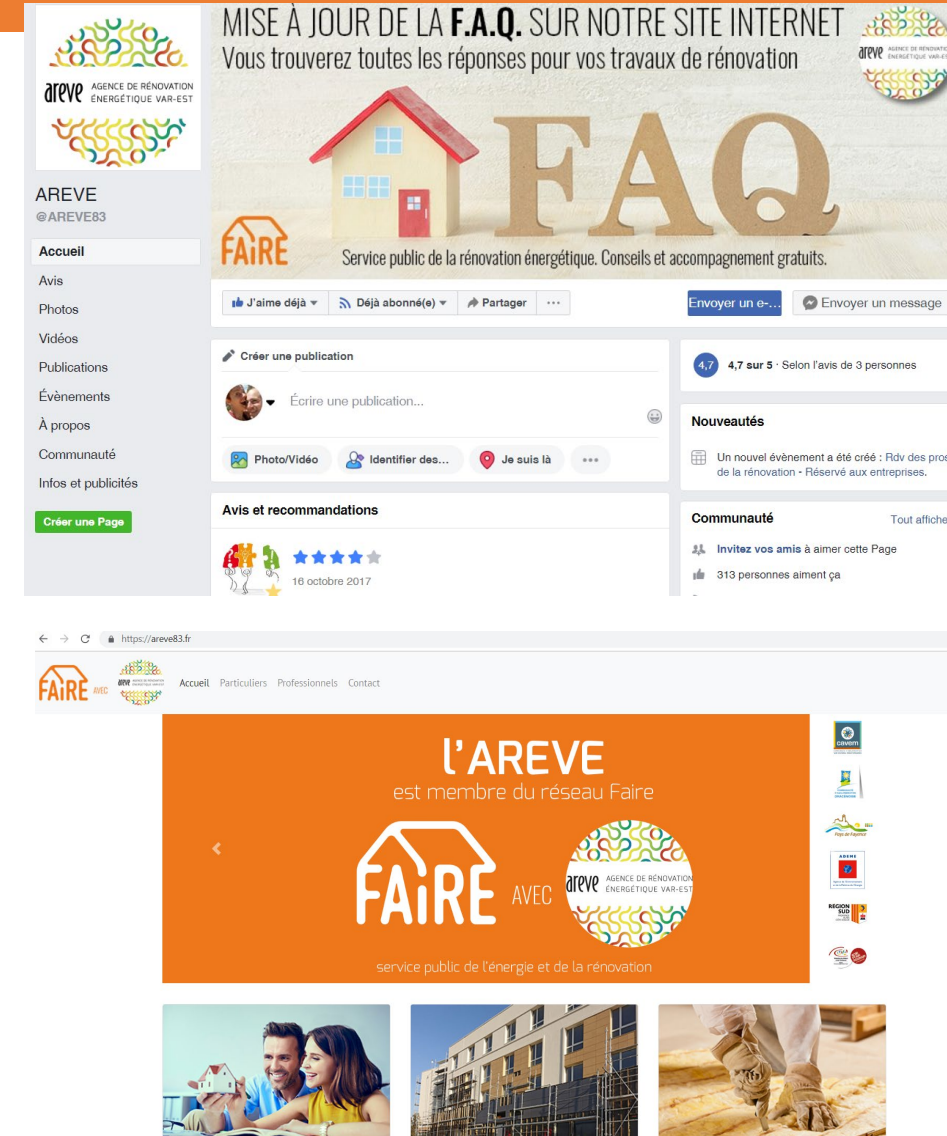 MISE À JOUR DE LA F.A.Q. SUR NOTRE SITE INTERNET
Vous trouverez toutes les réponses pour vos travaux de rénovation
areve AGENCE DE RÉNOVATION
ÉNERGÉTIQUE VAR-EST
areve
FAQ
FAiRE
Service public de la rénovation énergétique. Conseils et accompagnement gratuits.
AREVE
@AREVE83
Accueil
Avis
Photos
Vidéos
Publications
Évènements
À propos
Communauté
Infos et publicités
Créer une Page
J'aime déjà
Déjà abonné(e)
Partager
Envoyer un e-...
Envoyer un message
Créer une publication
Écrire une publication...
Photo/Vidéo
Identifier des...
Je suis là
Avis et recommandations
16 octobre 2017
4,7
4,7 sur 5 · Selon l'avis de 3 personnes
Nouveautés
Un nouvel évènement a été créé : Rdv des pros
de la rénovation - Réservé aux entreprises.
Communauté
Tout affiche
Invitez vos amis à aimer cette Page
313 personnes aiment ça
https://areve83.fr
FAiRE AVEC areve
Accueil Particuliers Professionnels Contact
l'AREVE
est membre du réseau Faire
FAiRE AVEC areve AGENCE DE RÉNOVATION
ÉNERGÉTIQUE VAR-EST
service public de l'énergie et de la rénovation
cavem
Pays de Fayence
ADEME
REGION
SUD